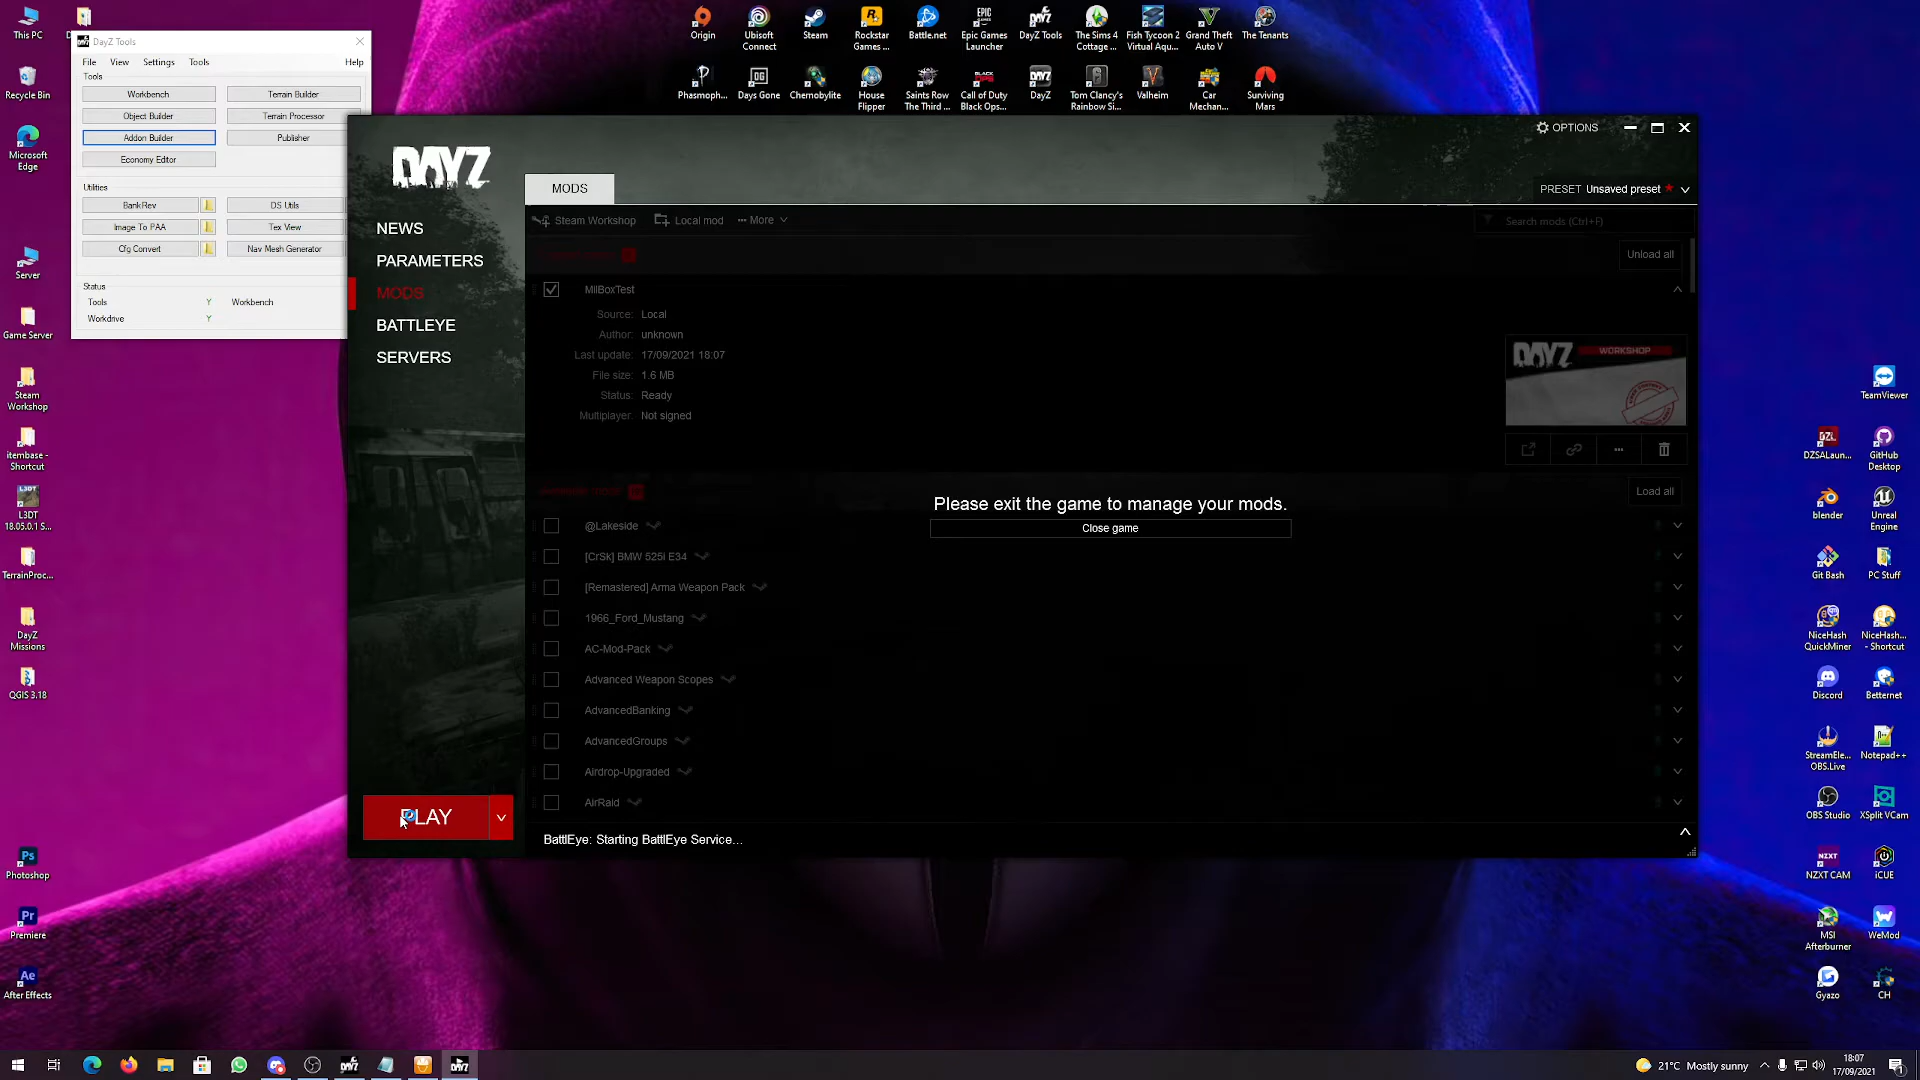 This PC
Recycle Bin
Microsoft
Edge
Server
Game Server
Steam
Workshop
itembase -
Shortcut
L3DT
L3DT
18.05.0.1 S...
TerrainProc...
DayZ
Missions
QGIS 3.18
Ps
Photoshop
Pr
Premiere
Ae
After Effects
DayZ Tools
File
View
Settings
Tools
Help
Tools
Workbench
Terrain Builder
Object Builder
Terrain Processor
Addon Builder
Publisher
Economy Editor
Utilities
BankRev
DS Utils
Image To PAA
Tex View
Cfg Convert
Nav Mesh Generator
Status
Tools
Y
Workbench
Workdrive
Y
Origin
Ubisoft
Connect
Steam
Rockstar
Games ...
Battle.net
EPIC
GAMES
Epic Games
Launcher
DayZ Tools
The Sims 4
Cottage ...
Fish Tycoon 2
Virtual Aqu...
Grand Theft
Auto V
The Tenants
Phasmoph...
DG
Days Gone
Chernobylite
House
Flipper
Saints Row
The Third ...
BLACK
OPS
Call of Duty
Black Ops...
DAYZ
DayZ
Tom Clancy's
Rainbow Si...
Valheim
Car
Mechan...
Surviving
Mars
DAYZ
OPTIONS
MODS
PRESET Unsaved preset *
NEWS
PARAMETERS
MODS
BATTLEYE
SERVERS
Steam Workshop
Local mod
••• More
Search mods (Ctrl+F)
Unload all
MilBoxTest
Source: Local
Author: unknown
Last update: 17/09/2021 18:07
File size: 1.6 MB
Status: Ready
Multiplayer: Not signed
DAYZ WORKSHOP
Load all
Please exit the game to manage your mods.
Close game
@Lakeside
[CrSk] BMW 525i E34
[Remastered] Arma Weapon Pack
1966_Ford_Mustang
AC-Mod-Pack
Advanced Weapon Scopes
AdvancedBanking
AdvancedGroups
Airdrop-Upgraded
AirRaid
PLAY
BattlEye: Starting BattlEye Service...
TeamViewer
DZL
DZSALaun...
GitHub
Desktop
blender
Unreal
Engine
Git Bash
PC Stuff
NiceHash
QuickMiner
NiceHash...
- Shortcut
Discord
Betternet
StreamEle...
OBS.Live
Notepad++
OBS Studio
XSplit VCam
NZXT
NZXT CAM
iCUE
MSI
Afterburner
WeMod
Gyazo
CH
21°C Mostly sunny
18:07
17/09/2021